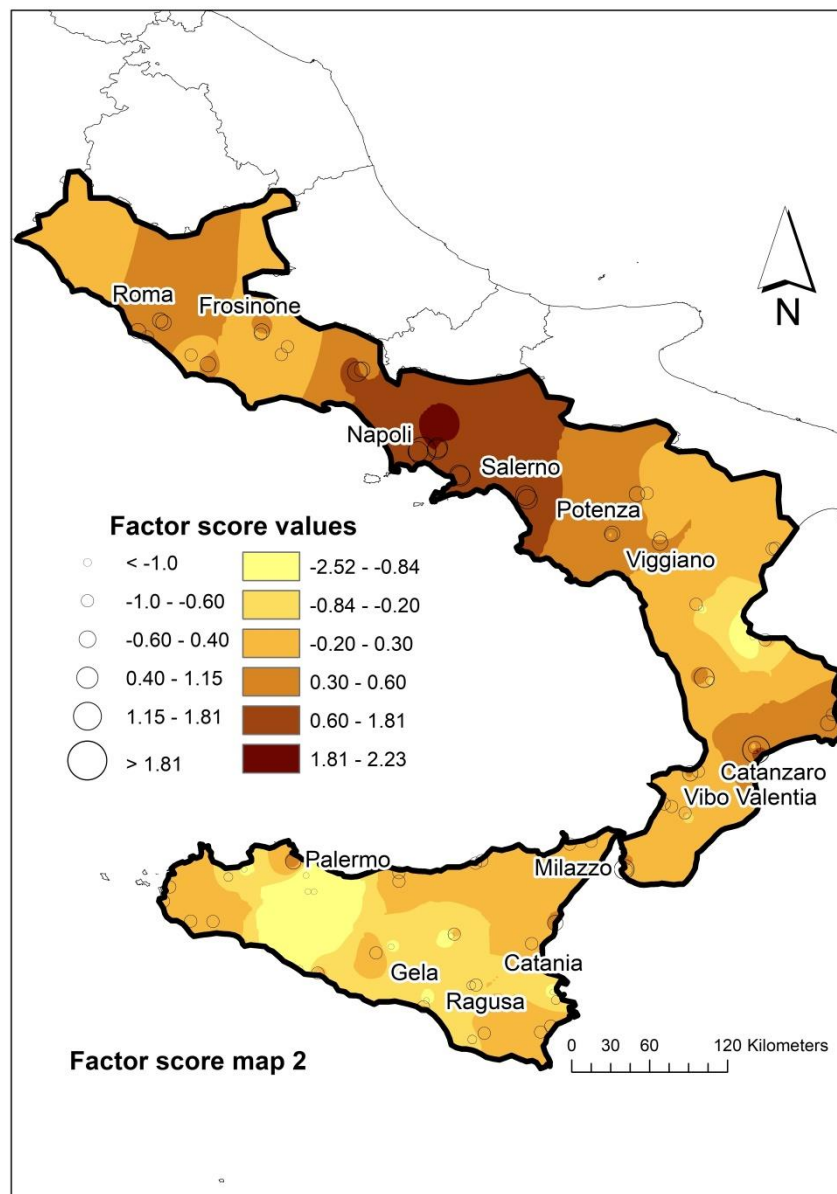 Roma
Frosinone
N
Napoli
Salerno
Potenza
Viggiano
Factor score values
< -1.0 -2.52 - -0.84
-1.0 - -0.60 -0.84 - -0.20
-0.60 - 0.40 -0.20 - 0.30
0.40 - 1.15 0.30 - 0.60
1.15 - 1.81 0.60 - 1.81
> 1.81 1.81 - 2.23
Catanzaro
Vibo Valentia
Palermo
Milazzo
Gela
Catania
Ragusa
0 30 60 120 Kilometers
Factor score map 2